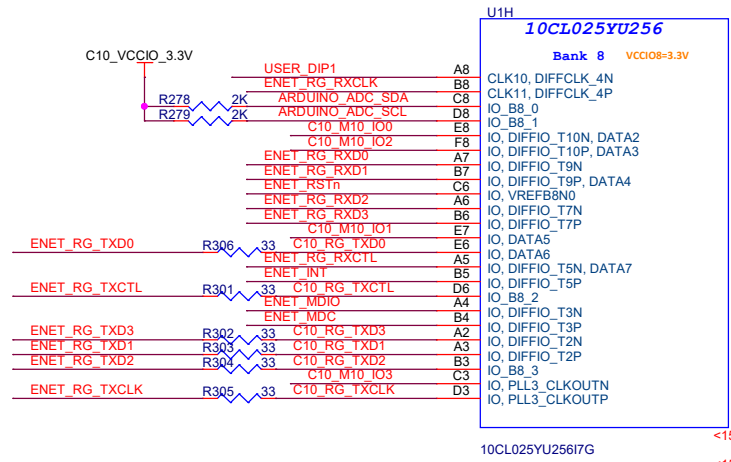 U1H
10CL025YU256
Bank 8 VCCIO8=3.3V
C10_VCCIO_3.3V
USER_DIP1 A8 CLK10, DIFFCLK_4N
ENET_RG_RXCLK B8 CLK11, DIFFCLK_4P
R278 2K ARDUINO_ADC_SDA C8 IO_B8_0
R279 2K ARDUINO_ADC_SCL D8 IO_B8_1
C10_M10_IO0 E8 IO, DIFFIO_T10N, DATA2
C10_M10_IO2 F8 IO, DIFFIO_T10P, DATA3
ENET_RG_RXD0 A7 IO, DIFFIO_T9N
ENET_RG_RXD1 B7 IO, DIFFIO_T9P, DATA4
ENET_RSTn C6 IO, VREFB8N0
ENET_RG_RXD2 A6 IO, DIFFIO_T7N
ENET_RG_RXD3 B6 IO, DIFFIO_T7P
C10_M10_IO1 E7 IO, DATA5
ENET_RG_TXD0 R306 33 C10_RG_TXD0 E6 IO, DATA6
ENET_RG_RXCTL A5 IO, DIFFIO_T5N, DATA7
ENET_INT B5 IO, DIFFIO_T5P
ENET_RG_TXCTL R301 33 C10_RG_TXCTL D6 IO_B8_2
ENET_MDIO A4 IO, DIFFIO_T3N
ENET_MDC B4 IO, DIFFIO_T3P
ENET_RG_TXD3 R302 33 C10_RG_TXD3 A2 IO, DIFFIO_T2N
ENET_RG_TXD1 R303 33 C10_RG_TXD1 A3 IO, DIFFIO_T2P
ENET_RG_TXD2 R304 33 C10_RG_TXD2 B3 IO_B8_3
C10_M10_IO3 C3 IO, PLL3_CLKOUTN
ENET_RG_TXCLK R305 33 C10_RG_TXCLK D3 IO, PLL3_CLKOUTP
10CL025YU256I7G